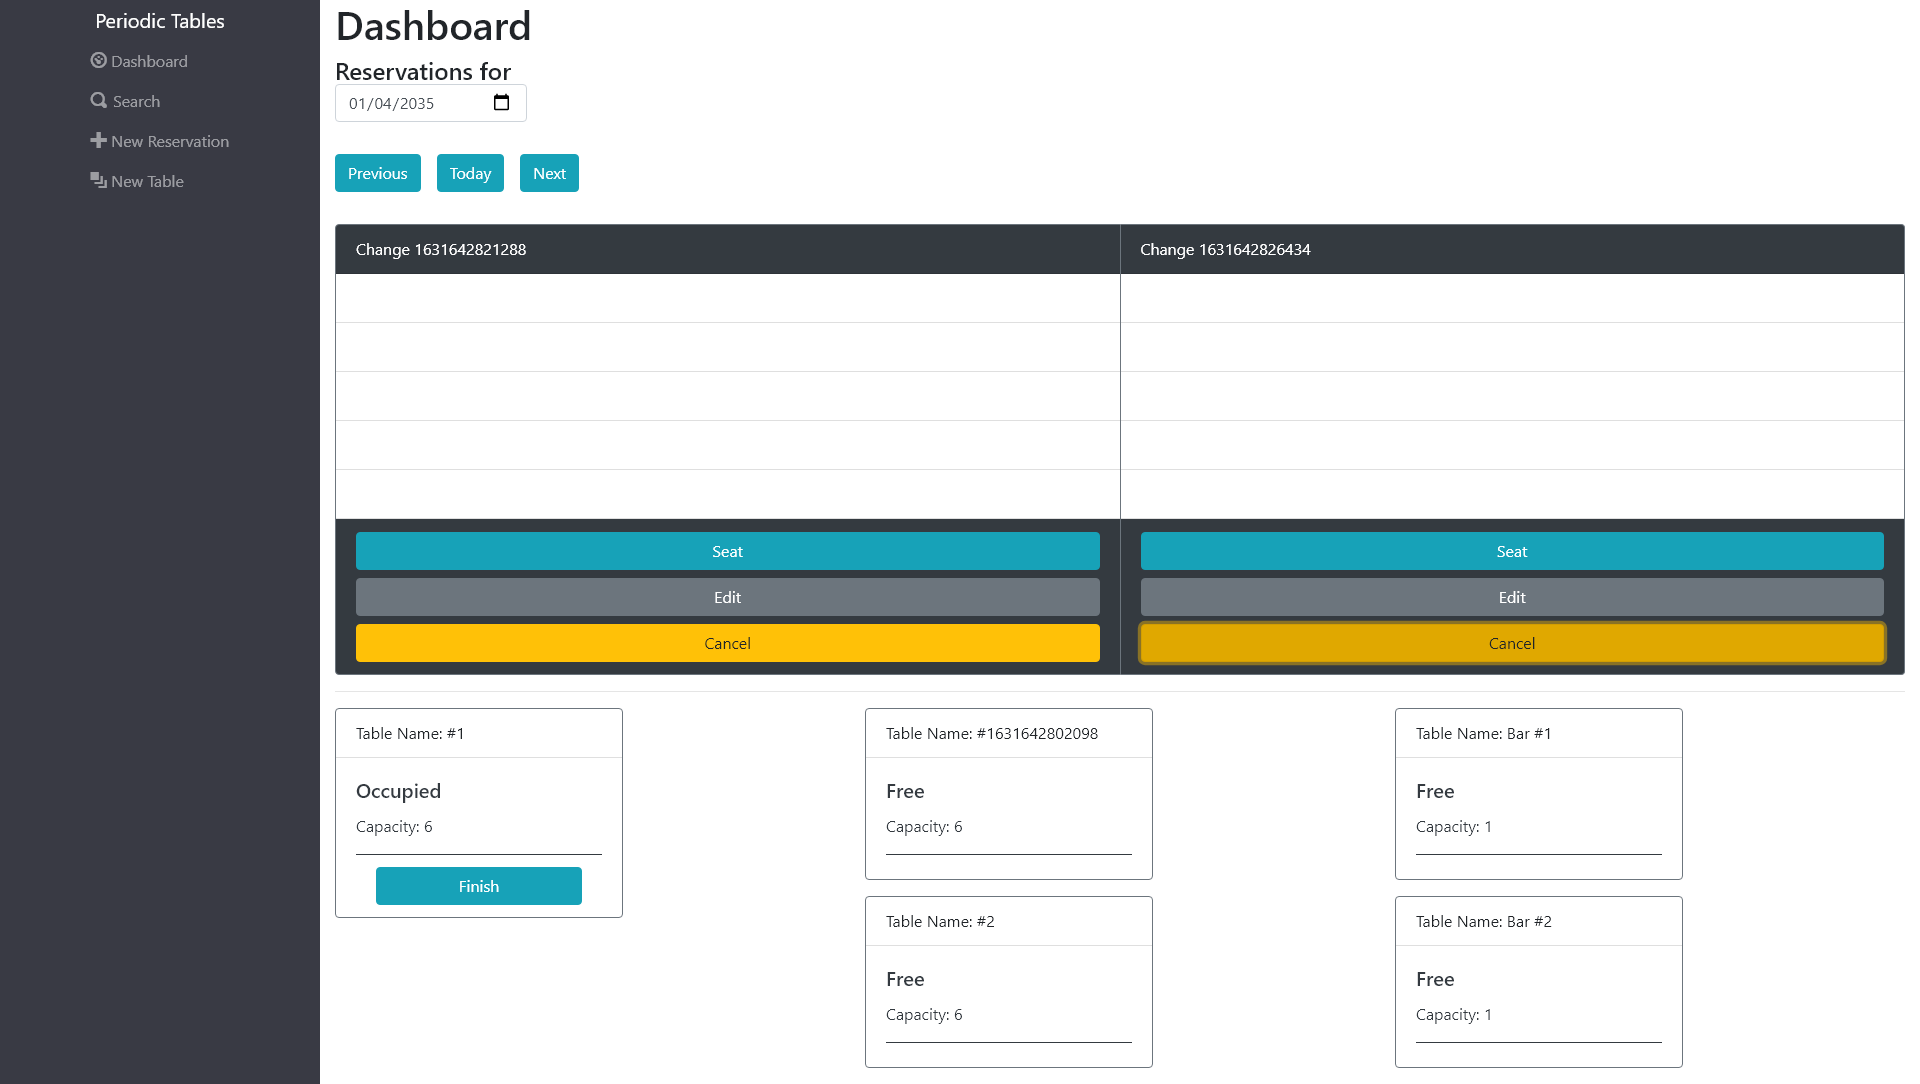 Periodic Tables
Dashboard
Search
New Reservation
New Table
Dashboard
Reservations for
01/04/2035
Previous Today Next
Change 1631642821288
Seat
Edit
Cancel
Change 1631642826434
Seat
Edit
Cancel
Table Name: #1
Occupied
Capacity: 6
Finish
Table Name: #1631642802098
Free
Capacity: 6
Table Name: Bar #1
Free
Capacity: 1
Table Name: #2
Free
Capacity: 6
Table Name: Bar #2
Free
Capacity: 1